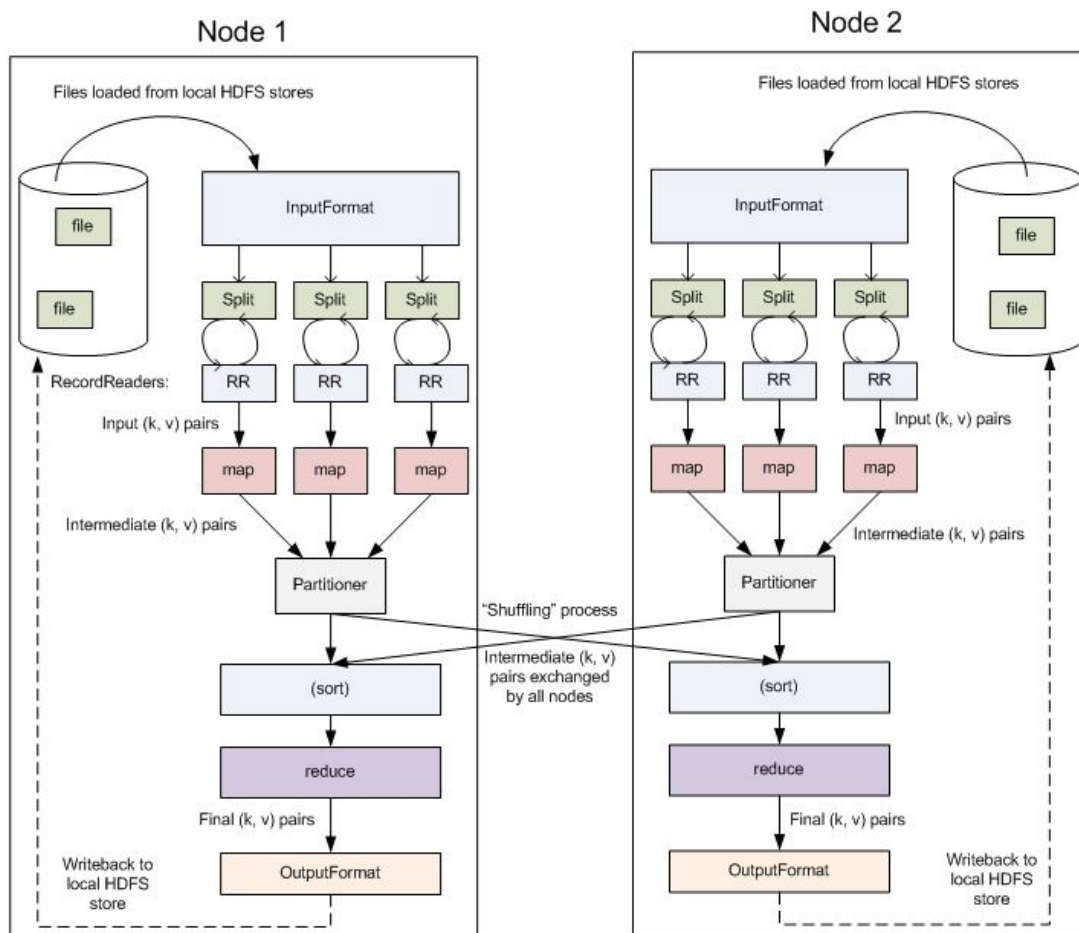 Node 1
Node 2
Files loaded from local HDFS stores
Files loaded from local HDFS stores
InputFormat
InputFormat
file
file
file
file
Split
Split
Split
Split
Split
Split
RecordReaders:
RR
RR
RR
RR
RR
RR
Input (k, v) pairs
Input (k, v) pairs
map
map
map
map
map
map
Intermediate (k, v) pairs
Intermediate (k, v) pairs
Partitioner
Partitioner
“Shuffling” process
Intermediate (k, v)
pairs exchanged
by all nodes
(sort)
(sort)
reduce
reduce
Final (k, v) pairs
Final (k, v) pairs
Writeback to
local HDFS
store
OutputFormat
OutputFormat
Writeback to
local HDFS
store